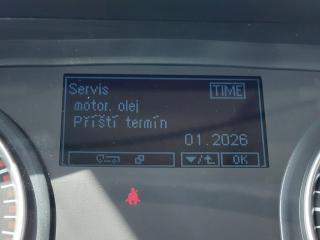 Servis TIME
motor. olej
Příští termín
01.2026
OK